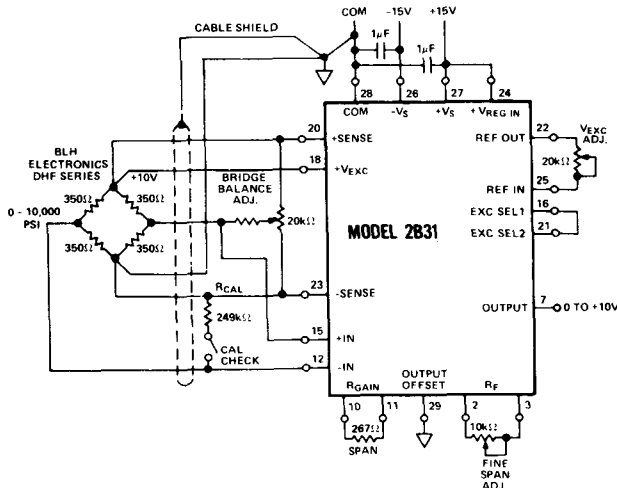 CABLE SHIELD
COM
-15V
+15V
1μF
1μF
28
26
27
24
COM
-VS
+VS
+VREG IN
20
+SENSE
REF OUT
22
VEXC
ADJ.
BLH
ELECTRONICS
DHF SERIES
+10V
18
+VEXC
20kΩ
BRIDGE
BALANCE
ADJ.
REF IN
25
350Ω
350Ω
0 - 10,000
PSI
20kΩ
EXC SEL1
16
350Ω
350Ω
MODEL 2B31
EXC SEL2
21
RCAL
23
-SENSE
249kΩ
OUTPUT
7
0 TO +10V
15
+IN
CAL
CHECK
12
-IN
RGAIN
OUTPUT
OFFSET
RF
10
11
29
2
3
267Ω
SPAN
10kΩ
FINE
SPAN
ADJ.